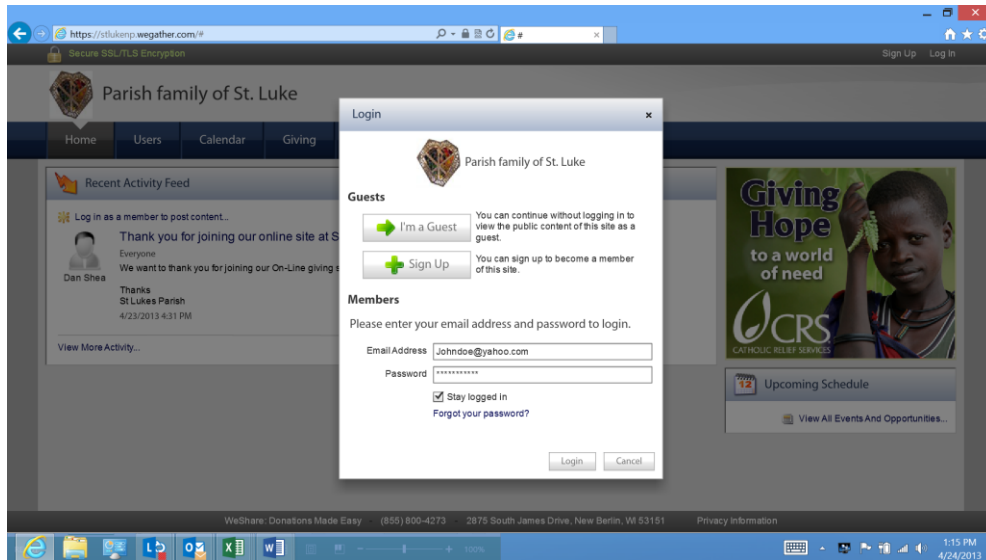 https://stlukenp.wegather.com/#
#
Secure SSL/TLS Encryption
Sign Up Log In
Parish family of St. Luke
Home Users Calendar Giving
Recent Activity Feed
Log in as a member to post content...
Thank you for joining our online site at S
Everyone
We want to thank you for joining our On-Line giving s
Dan Shea
Thanks
St Lukes Parish
4/23/2013 4:31 PM
View More Activity...
Login
Parish family of St. Luke
Guests
I'm a Guest
You can continue without logging in to
view the public content of this site as a
guest.
Sign Up
You can sign up to become a member
of this site.
Members
Please enter your email address and password to login.
Email Address Johndoe@yahoo.com
Password ***********
Stay logged in
Forgot your password?
Login Cancel
Giving
Hope
to a world
of need
CRS
CATHOLIC RELIEF SERVICES
12
Upcoming Schedule
View All Events And Opportunities...
WeShare: Donations Made Easy (855) 800-4273 2875 South James Drive, New Berlin, WI 53151 Privacy Information
100%
1:15 PM
4/24/2013